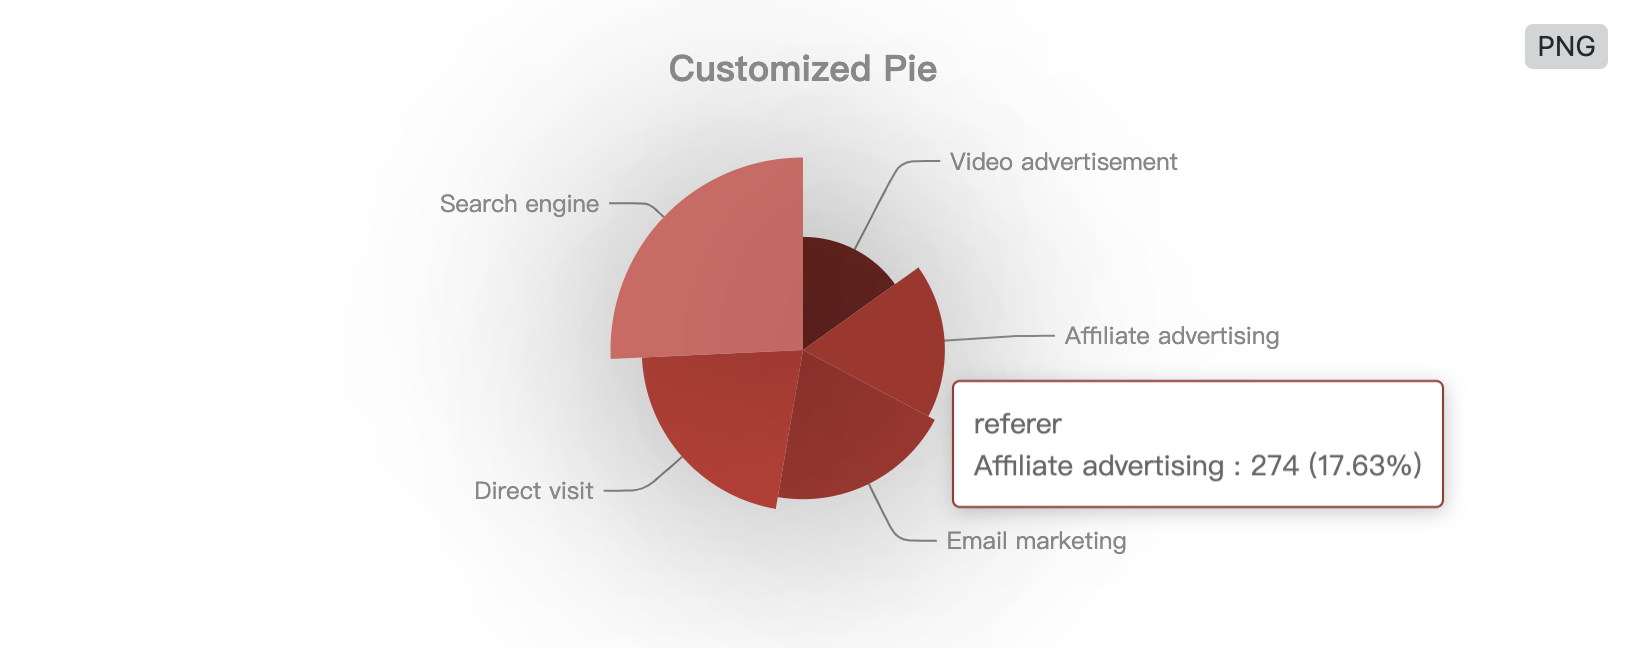 PNG
Customized Pie
Video advertisement
Search engine
Affiliate advertising
referer
Affiliate advertising : 274 (17.63%)
Direct visit
Email marketing